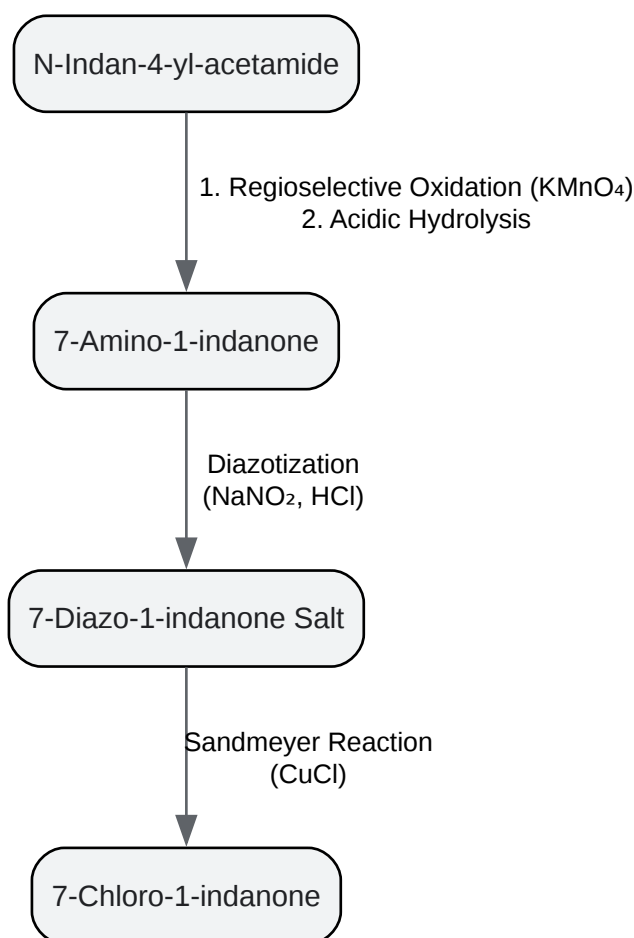 N-Indan-4-yl-acetamide
1. Regioselective Oxidation (KMnO₄)
2. Acidic Hydrolysis
7-Amino-1-indanone
Diazotization
(NaNO₂, HCl)
7-Diazo-1-indanone Salt
Sandmeyer Reaction
(CuCl)
7-Chloro-1-indanone